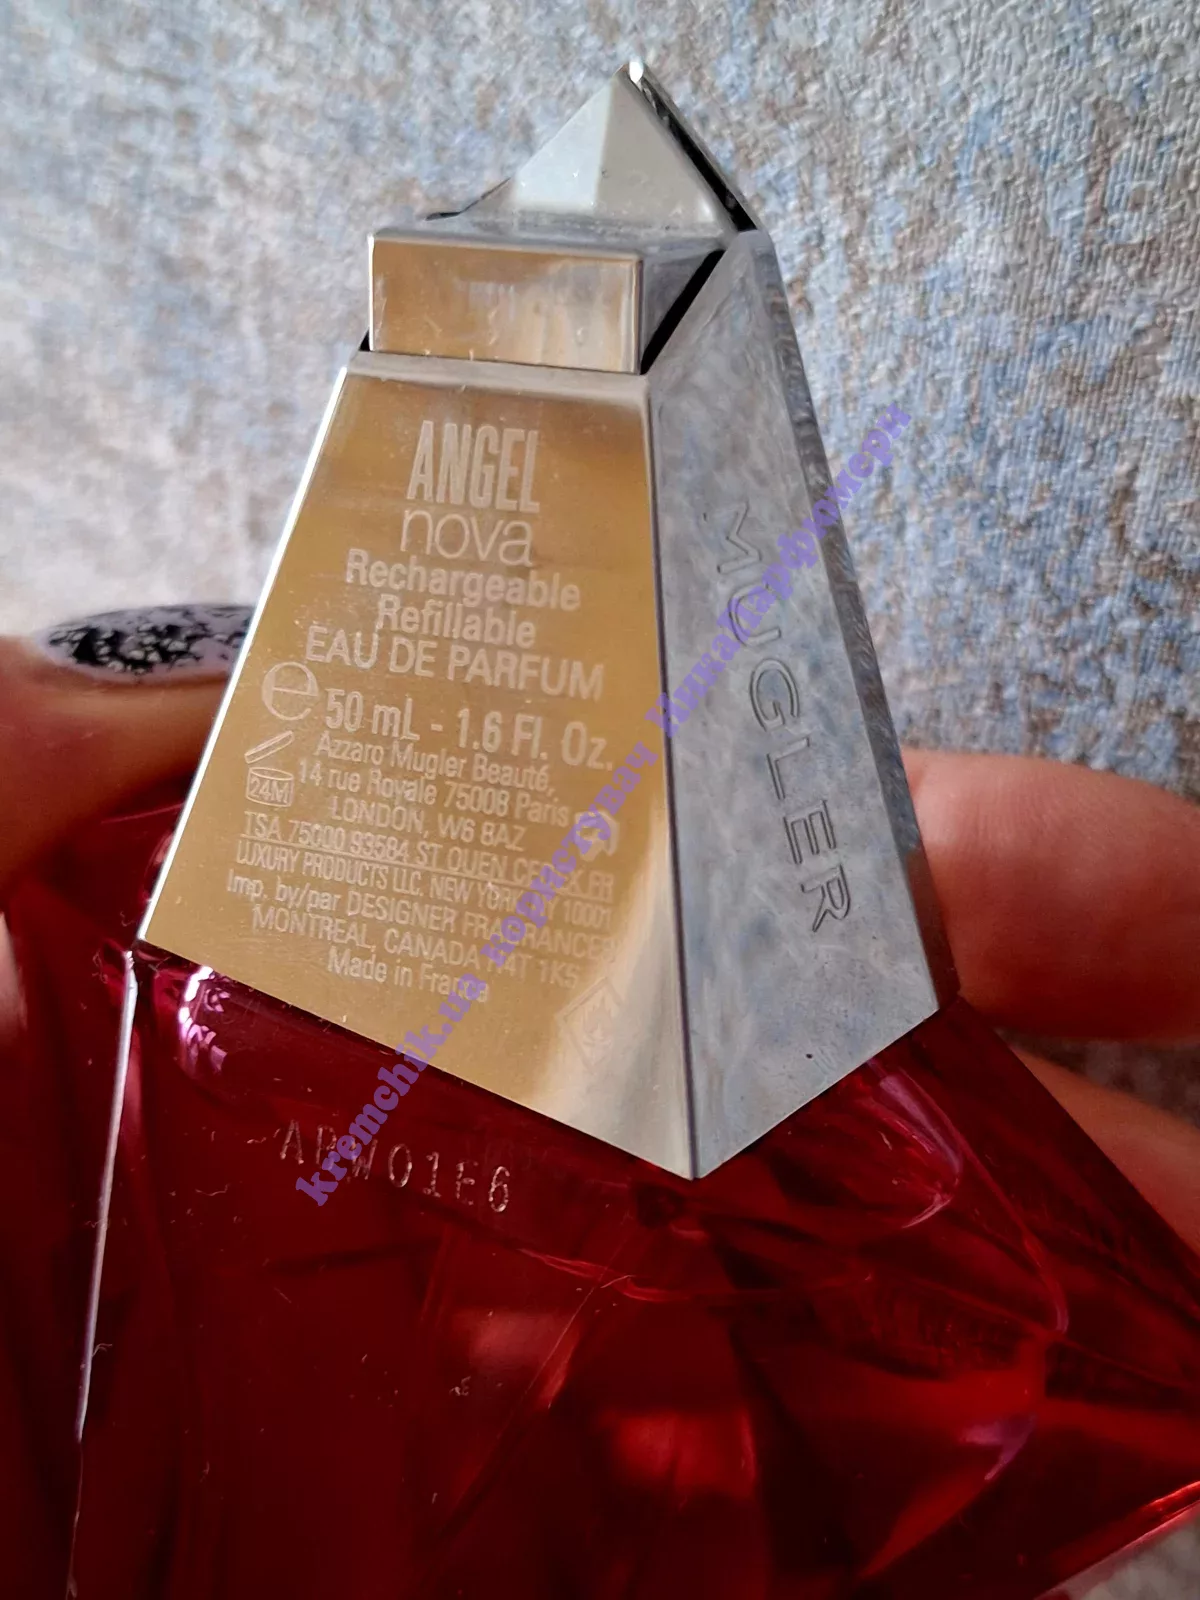 ANGEL
nova
Rechargeable
Refillable
EAU DE PARFUM
e 50 mL - 1.6 Fl. Oz.
Azzaro Mugler Beauté,
14 rue Royale 75008 Paris
24M
LONDON, W6 8AZ
TSA 75000 93584 ST OUEN CEDEX FR
LUXURY PRODUCTS LLC. NEW YORK NY 10001
Imp. by/par DESIGNER FRAGRANCES
MONTREAL, CANADA H4T 1K5
Made in France
MUGLER
kremchik.ua користувач ИннаПарфюмери